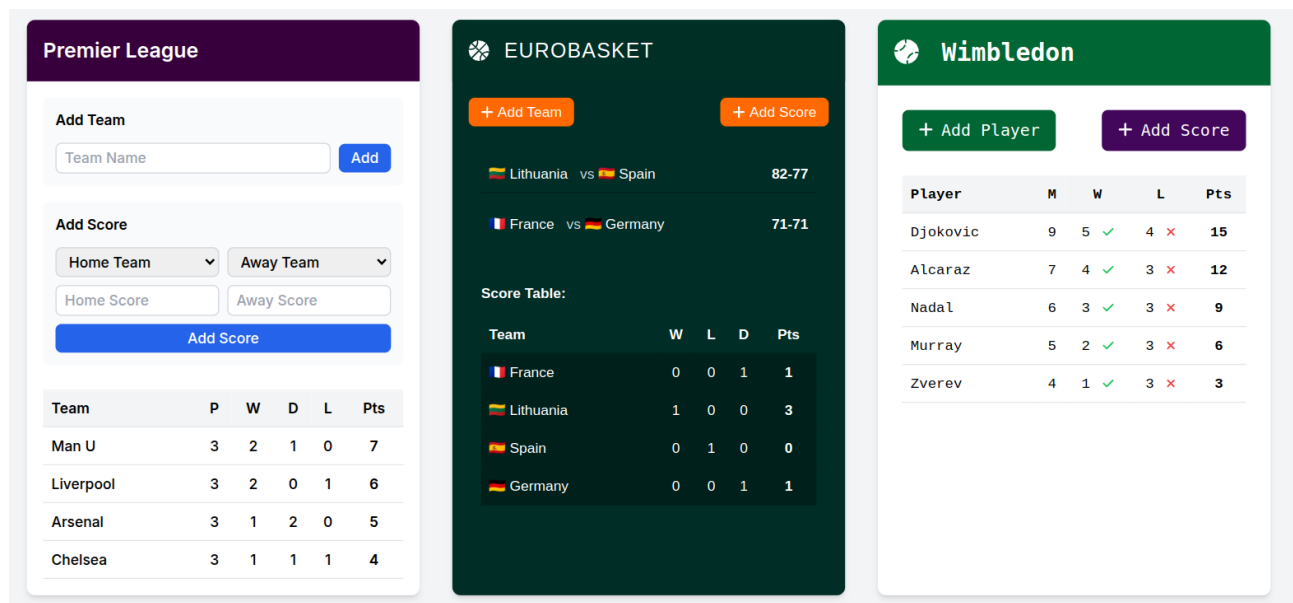 Premier League
Add Team
Team Name
Add
Add Score
Home Team
Away Team
Home Score
Away Score
Add Score
Team P W D L Pts
Man U 3 2 1 0 7
Liverpool 3 2 0 1 6
Arsenal 3 1 2 0 5
Chelsea 3 1 1 1 4
EUROBASKET
+ Add Team
+ Add Score
Lithuania vs Spain 82-77
France vs Germany 71-71
Score Table:
Team W L D Pts
France 0 0 1 1
Lithuania 1 0 0 3
Spain 0 1 0 0
Germany 0 0 1 1
Wimbledon
+ Add Player
+ Add Score
Player M W L Pts
Djokovic 9 5 4 15
Alcaraz 7 4 3 12
Nadal 6 3 3 9
Murray 5 2 3 6
Zverev 4 1 3 3